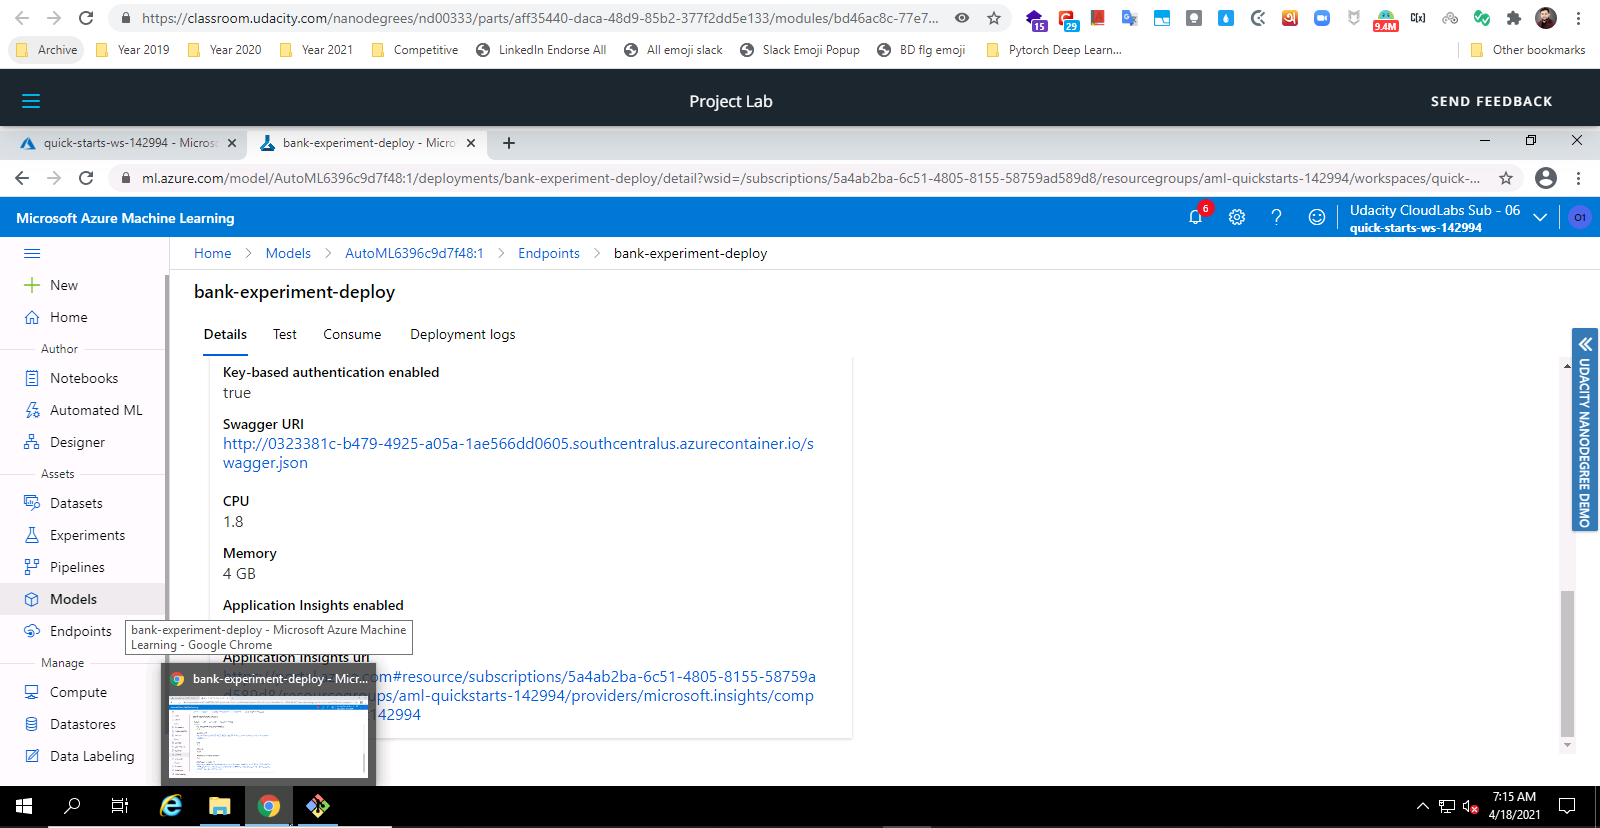 https://classroom.udacity.com/nanodegrees/nd00333/parts/aff35440-daca-48d9-85b2-377f2dd5e133/modules/bd46ac8c-77e7...
15
29
9.4M
Archive
Year 2019
Year 2020
Year 2021
Competitive
LinkedIn Endorse All
All emoji slack
Slack Emoji Popup
BD flg emoji
Pytorch Deep Learn...
Other bookmarks
Project Lab
SEND FEEDBACK
quick-starts-ws-142994 - Micros
bank-experiment-deploy - Micro
ml.azure.com/model/AutoML6396c9d7f48:1/deployments/bank-experiment-deploy/detail?wsid=/subscriptions/5a4ab2ba-6c51-4805-8155-58759ad589d8/resourcegroups/aml-quickstarts-142994/workspaces/quick-...
Microsoft Azure Machine Learning
6
Udacity CloudLabs Sub - 06
quick-starts-ws-142994
O1
Home
Models
AutoML6396c9d7f48:1
Endpoints
bank-experiment-deploy
New
Home
Author
Notebooks
Automated ML
Designer
Assets
Datasets
Experiments
Pipelines
Models
Endpoints
Manage
Compute
Datastores
Data Labeling
bank-experiment-deploy
Details
Test
Consume
Deployment logs
Key-based authentication enabled
true
Swagger URI
http://0323381c-b479-4925-a05a-1ae566dd0605.southcentralus.azurecontainer.io/s
wagger.json
CPU
1.8
Memory
4 GB
Application Insights enabled
bank-experiment-deploy - Microsoft Azure Machine
Learning - Google Chrome
Application Insights url
bank-experiment-deploy - Micr...
com#resource/subscriptions/5a4ab2ba-6c51-4805-8155-58759a
d589d8/resourcegroups/aml-quickstarts-142994/providers/microsoft.insights/comp
142994
UDACITY NANODEGREE DEMO
7:15 AM
4/18/2021